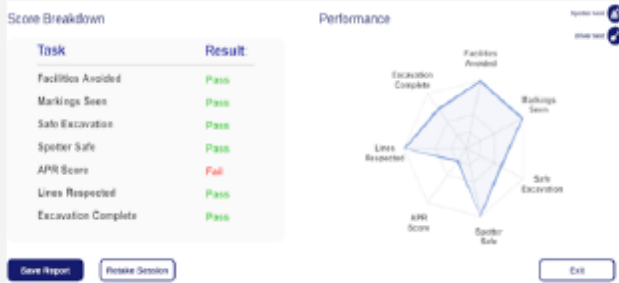 Score Breakdown
Performance
Task Result:
Facilities Avoided Pass
Markings Seen Pass
Safe Excavation Pass
Spotter Safe Pass
APR Score Fail
Lines Respected Pass
Excavation Complete Pass
Facilities
Avoided
Excavation
Complete
Markings
Seen
Lines
Respected
Safe
Excavation
APR
Score
Spotter
Safe
Save Report
Retake Session
Exit